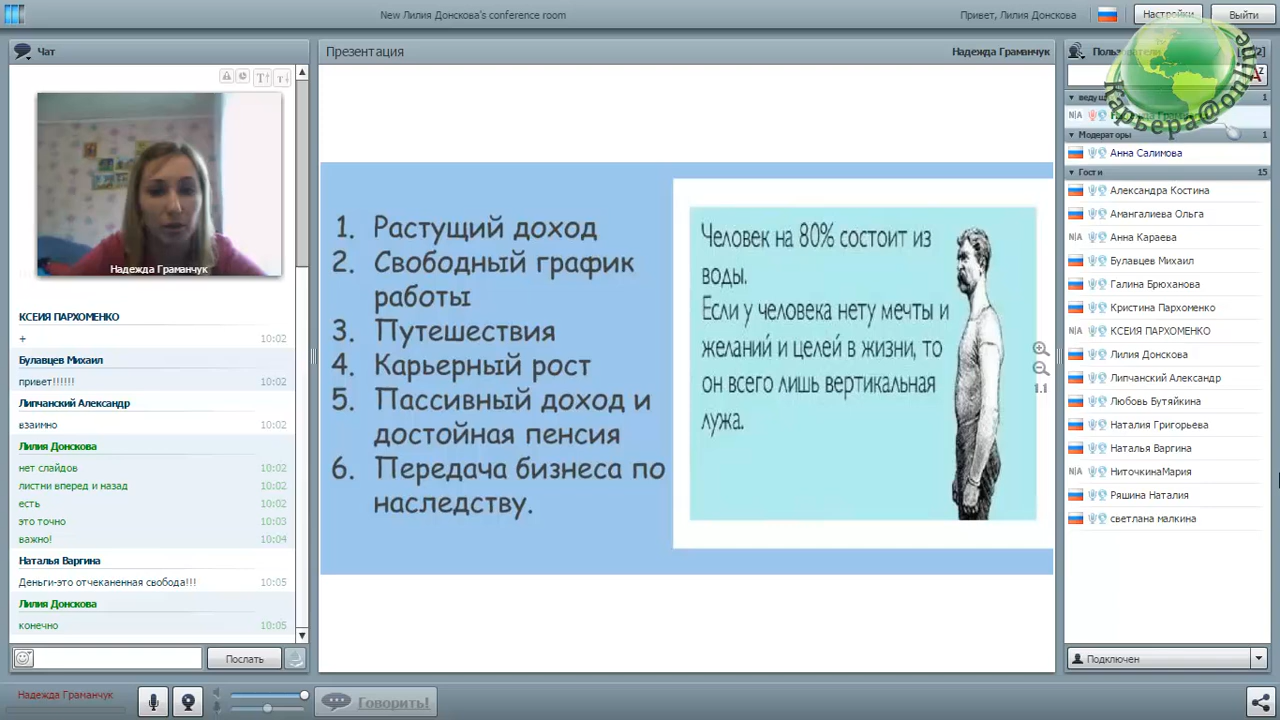 New Лилия Донскова's conference room
Привет, Лилия Донскова
Настройки
Выйти
Чат
Надежда Граманчук
КСЕИЯ ПАРХОМЕНКО
+ 10:02
Булавцев Михаил
привет!!!!!! 10:02
Липчанский Александр
взаимно 10:02
Лилия Донскова
нет слайдов 10:02
листни вперед и назад 10:02
есть 10:02
это точно 10:03
важно! 10:04
Наталья Варгина
Деньги-это отчеканенная свобода!!! 10:05
Лилия Донскова
конечно 10:05
Послать
Презентация
Надежда Граманчук
1. Растущий доход
2. Свободный график
работы
3. Путешествия
4. Карьерный рост
5. Пассивный доход и
достойная пенсия
6. Передача бизнеса по
наследству.
Человек на 80% состоит из
воды.
Если у человека нету мечты и
желаний и целей в жизни, то
он всего лишь вертикальная
лужа.
1:1
Карьера@online
1
N/A
Модераторы 1
Анна Салимова
Гости 15
Александра Костина
Амангалиева Ольга
N/A Анна Караева
Булавцев Михаил
Галина Брюханова
Кристина Пархоменко
N/A КСЕИЯ ПАРХОМЕНКО
Лилия Донскова
Липчанский Александр
Любовь Бутяйкина
Наталия Григорьева
Наталья Варгина
N/A НиточкинаМария
Ряшина Наталия
светлана малкина
Подключен
Надежда Граманчук
Говорить!